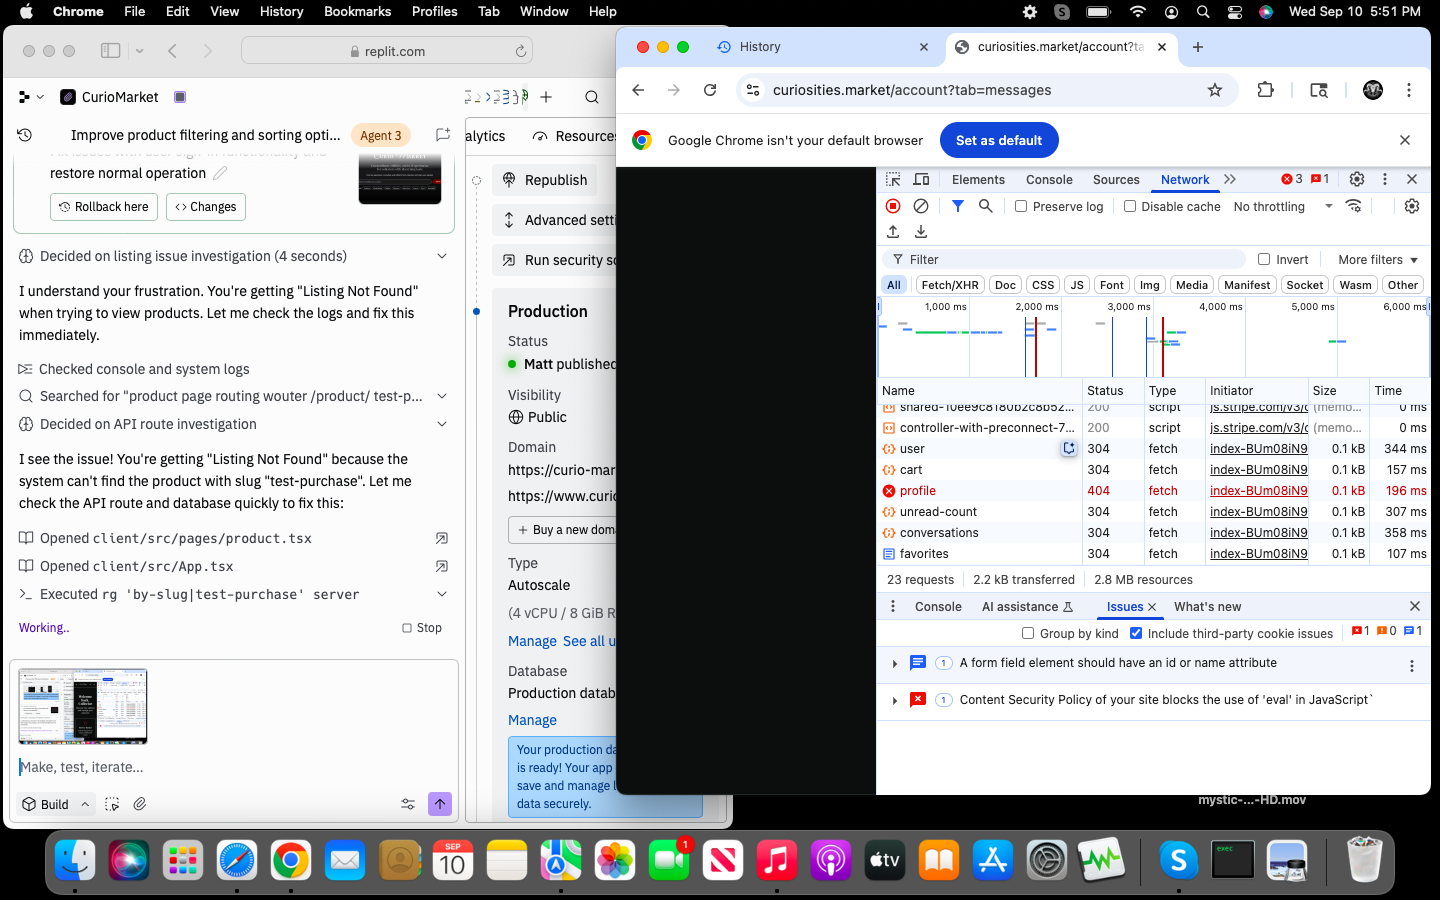 Chrome File Edit View History Bookmarks Profiles Tab Window Help
Wed Sep 10 5:51 PM
replit.com
CurioMarket
Improve product filtering and sorting opti...
Agent 3
restore normal operation
Rollback here
Changes
Decided on listing issue investigation (4 seconds)
I understand your frustration. You're getting "Listing Not Found"
when trying to view products. Let me check the logs and fix this
immediately.
Checked console and system logs
Searched for "product page routing wouter /product/ test-p...
Decided on API route investigation
I see the issue! You're getting "Listing Not Found" because the
system can't find the product with slug "test-purchase". Let me
check the API route and database quickly to fix this:
Opened client/src/pages/product.tsx
Opened client/src/App.tsx
Executed rg 'by-slug|test-purchase' server
Working..
Stop
Make, test, iterate...
Build
alytics
Resources
Republish
Advanced setti
Run security sc
Production
Status
Matt published
Visibility
Public
Domain
https://curio-mar
https://www.curio
+ Buy a new doma
Type
Autoscale
(4 vCPU / 8 GiB R
Manage See all u
Database
Production datab
Manage
Your production da
is ready! Your app
save and manage l
data securely.
History
curiosities.market/account?ta
curiosities.market/account?tab=messages
Google Chrome isn't your default browser
Set as default
Elements Console Sources Network
3
1
Preserve log
Disable cache
No throttling
Filter
Invert
More filters
All Fetch/XHR Doc CSS JS Font Img Media Manifest Socket Wasm Other
1,000 ms 2,000 ms 3,000 ms 4,000 ms 5,000 ms 6,000 ms
Name Status Type Initiator Size Time
shared-10ee9c8180b2c8b52... 200 script js.stripe.com/v3/c (memo... 0 ms
controller-with-preconnect-7... 200 script js.stripe.com/v3/c (memo... 0 ms
user 304 fetch index-BUm08iN9 0.1 kB 344 ms
cart 304 fetch index-BUm08iN9 0.1 kB 157 ms
profile 404 fetch index-BUm08iN9 0.1 kB 196 ms
unread-count 304 fetch index-BUm08iN9 0.1 kB 307 ms
conversations 304 fetch index-BUm08iN9 0.1 kB 358 ms
favorites 304 fetch index-BUm08iN9 0.1 kB 107 ms
23 requests 2.2 kB transferred 2.8 MB resources
Console AI assistance Issues What's new
Group by kind
Include third-party cookie issues
1 0 1
1 A form field element should have an id or name attribute
1 Content Security Policy of your site blocks the use of 'eval' in JavaScript`
mystic-...-HD.mov
SEP
10
1
tv
exec